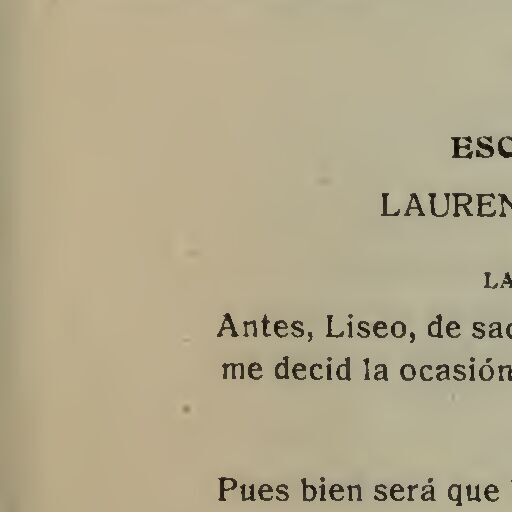 ESC
LAUREN
LA
Antes, Liseo, de sac
me decid la ocasión
Pues bien será que